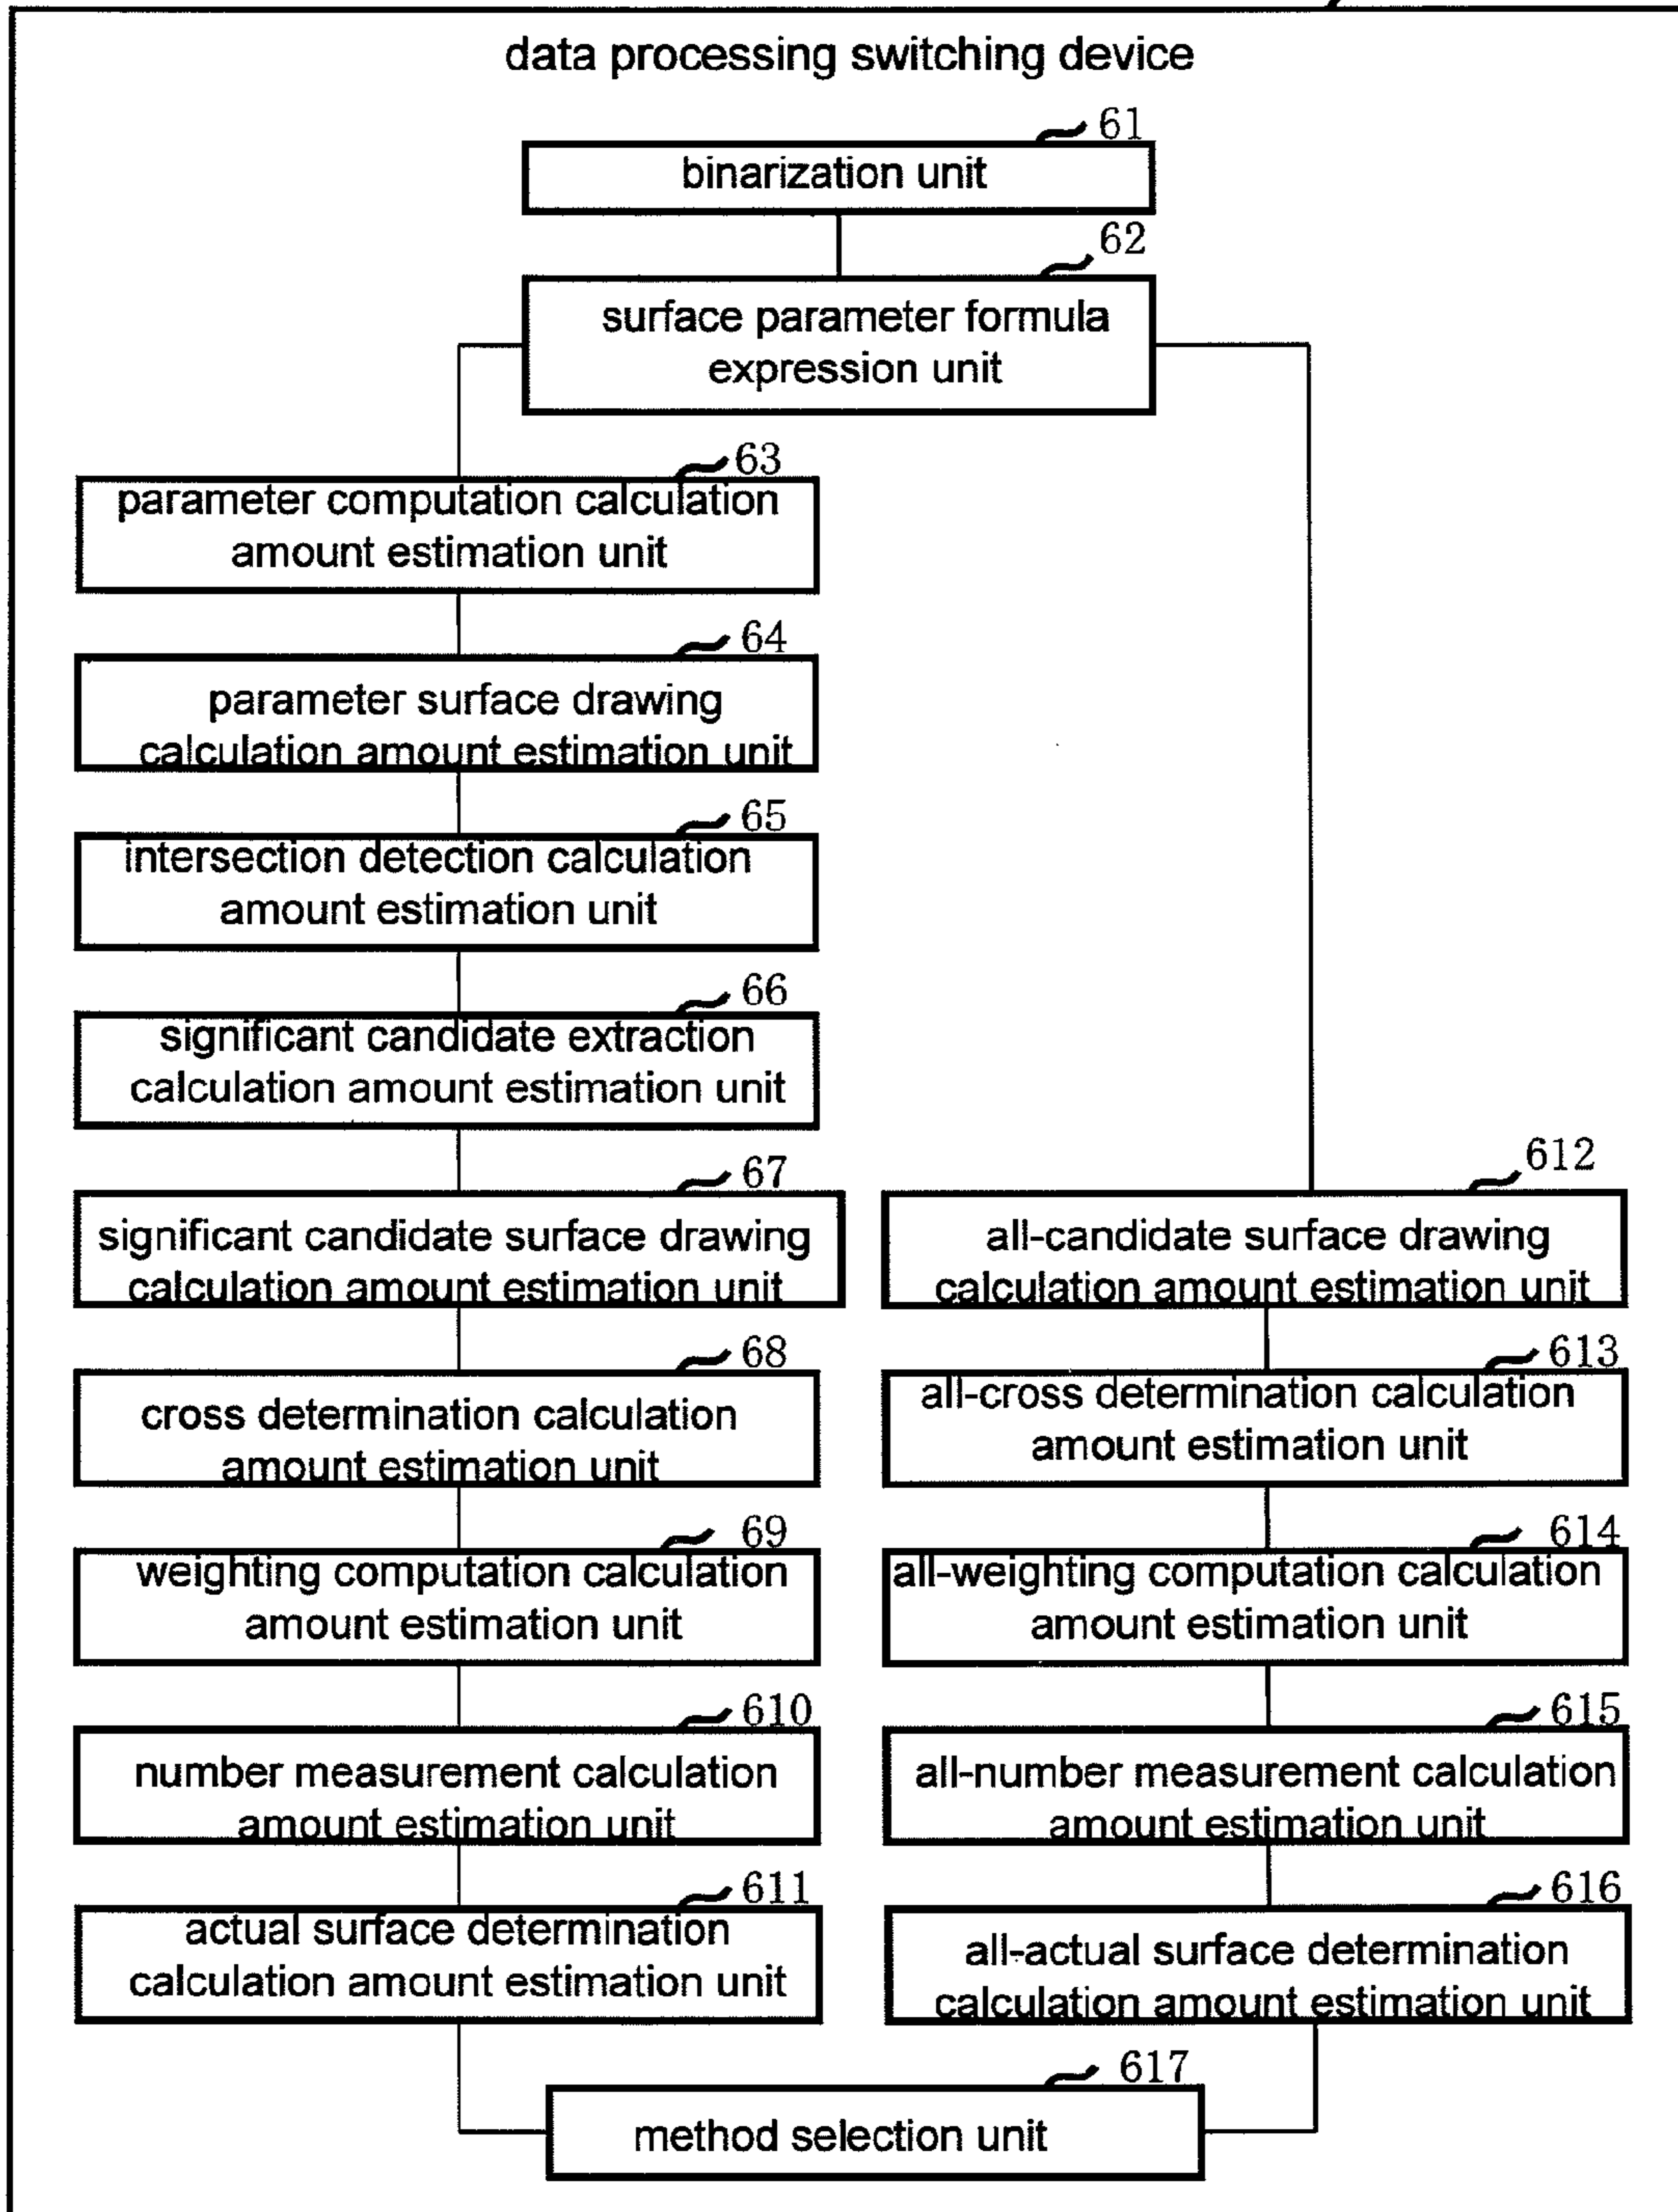 data processing switching device
61
binarization unit
62
surface parameter formula
expression unit
63
parameter computation calculation
amount estimation unit
64
parameter surface drawing
calculation amount estimation unit
65
intersection detection calculation
amount estimation unit
66
significant candidate extraction
calculation amount estimation unit
67
significant candidate surface drawing
calculation amount estimation unit
68
cross determination calculation
amount estimation unit
69
weighting computation calculation
amount estimation unit
610
number measurement calculation
amount estimation unit
611
actual surface determination
calculation amount estimation unit
612
all-candidate surface drawing
calculation amount estimation unit
613
all-cross determination calculation
amount estimation unit
614
all-weighting computation calculation
amount estimation unit
615
all-number measurement calculation
amount estimation unit
616
all-actual surface determination
calculation amount estimation unit
617
method selection unit